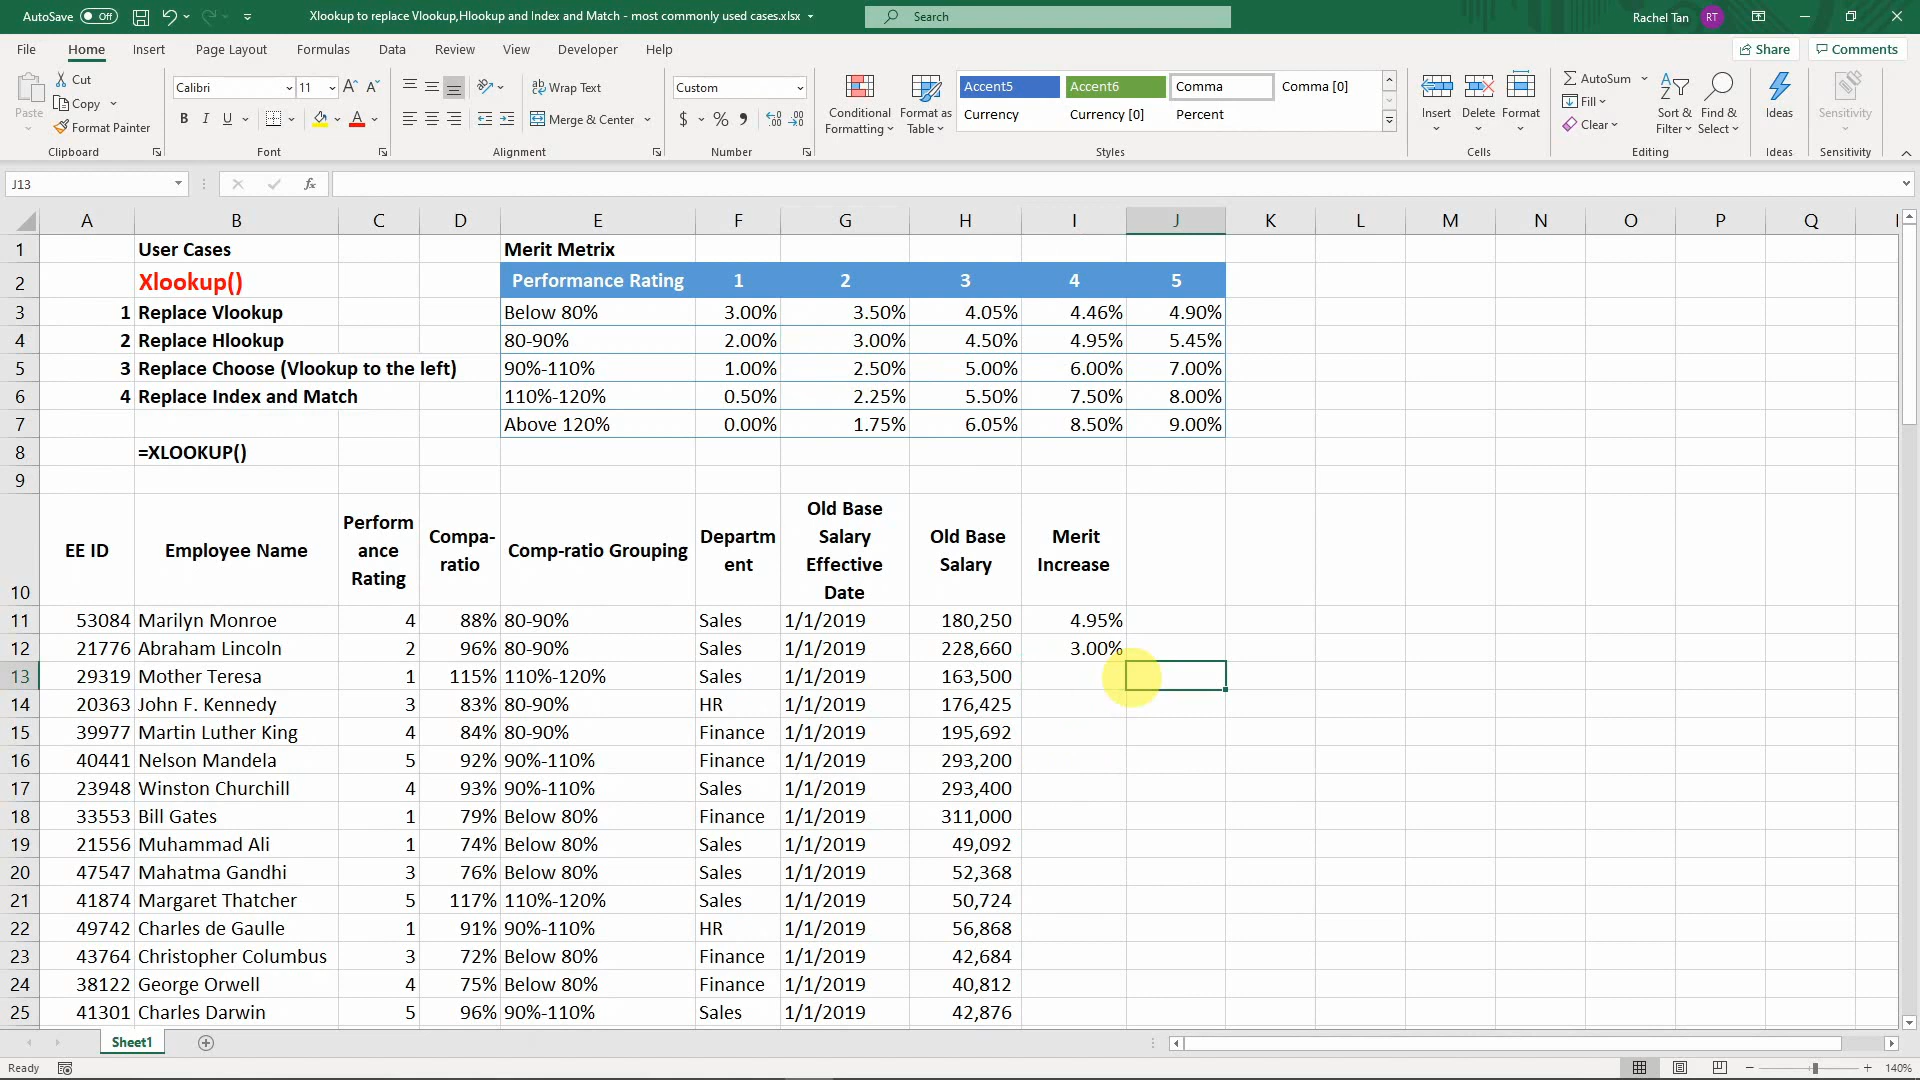 AutoSave Off Xlookup to replace Vlookup,Hlookup and Index and Match - most commonly used cases.xlsx Search Rachel Tan RT
File Home Insert Page Layout Formulas Data Review View Developer Help Share Comments
Paste Cut Copy Format Painter Clipboard
Calibri 11 A A B I U A Font
Wrap Text Merge & Center Alignment
Custom $ % 9 Number
Conditional Formatting Format as Table Accent5 Accent6 Comma Comma [0]
Currency Currency [0] Percent Styles
Insert Delete Format Cells
AutoSum Fill Clear Sort & Filter Find & Select Editing
Ideas Ideas Sensitivity Sensitivity
J13 fx
A B C D E F G H I J K L M N O P Q
1 User Cases Merit Metrix
2 Xlookup() Performance Rating 1 2 3 4 5
3 1 Replace Vlookup Below 80% 3.00% 3.50% 4.05% 4.46% 4.90%
4 2 Replace Hlookup 80-90% 2.00% 3.00% 4.50% 4.95% 5.45%
5 3 Replace Choose (Vlookup to the left) 90%-110% 1.00% 2.50% 5.00% 6.00% 7.00%
6 4 Replace Index and Match 110%-120% 0.50% 2.25% 5.50% 7.50% 8.00%
7 Above 120% 0.00% 1.75% 6.05% 8.50% 9.00%
8 =XLOOKUP()
9
10 EE ID Employee Name Performance Rating Compa-ratio Comp-ratio Grouping Department Old Base Salary Effective Date Old Base Salary Merit Increase
11 53084 Marilyn Monroe 4 88% 80-90% Sales 1/1/2019 180,250 4.95%
12 21776 Abraham Lincoln 2 96% 80-90% Sales 1/1/2019 228,660 3.00%
13 29319 Mother Teresa 1 115% 110%-120% Sales 1/1/2019 163,500
14 20363 John F. Kennedy 3 83% 80-90% HR 1/1/2019 176,425
15 39977 Martin Luther King 4 84% 80-90% Finance 1/1/2019 195,692
16 40441 Nelson Mandela 5 92% 90%-110% Finance 1/1/2019 293,200
17 23948 Winston Churchill 4 93% 90%-110% Sales 1/1/2019 293,400
18 33553 Bill Gates 1 79% Below 80% Finance 1/1/2019 311,000
19 21556 Muhammad Ali 1 74% Below 80% Sales 1/1/2019 49,092
20 47547 Mahatma Gandhi 3 76% Below 80% Sales 1/1/2019 52,368
21 41874 Margaret Thatcher 5 117% 110%-120% Sales 1/1/2019 50,724
22 49742 Charles de Gaulle 1 91% 90%-110% HR 1/1/2019 56,868
23 43764 Christopher Columbus 3 72% Below 80% Finance 1/1/2019 42,684
24 38122 George Orwell 4 75% Below 80% Finance 1/1/2019 40,812
25 41301 Charles Darwin 5 96% 90%-110% Sales 1/1/2019 42,876
Sheet1
Ready 140%